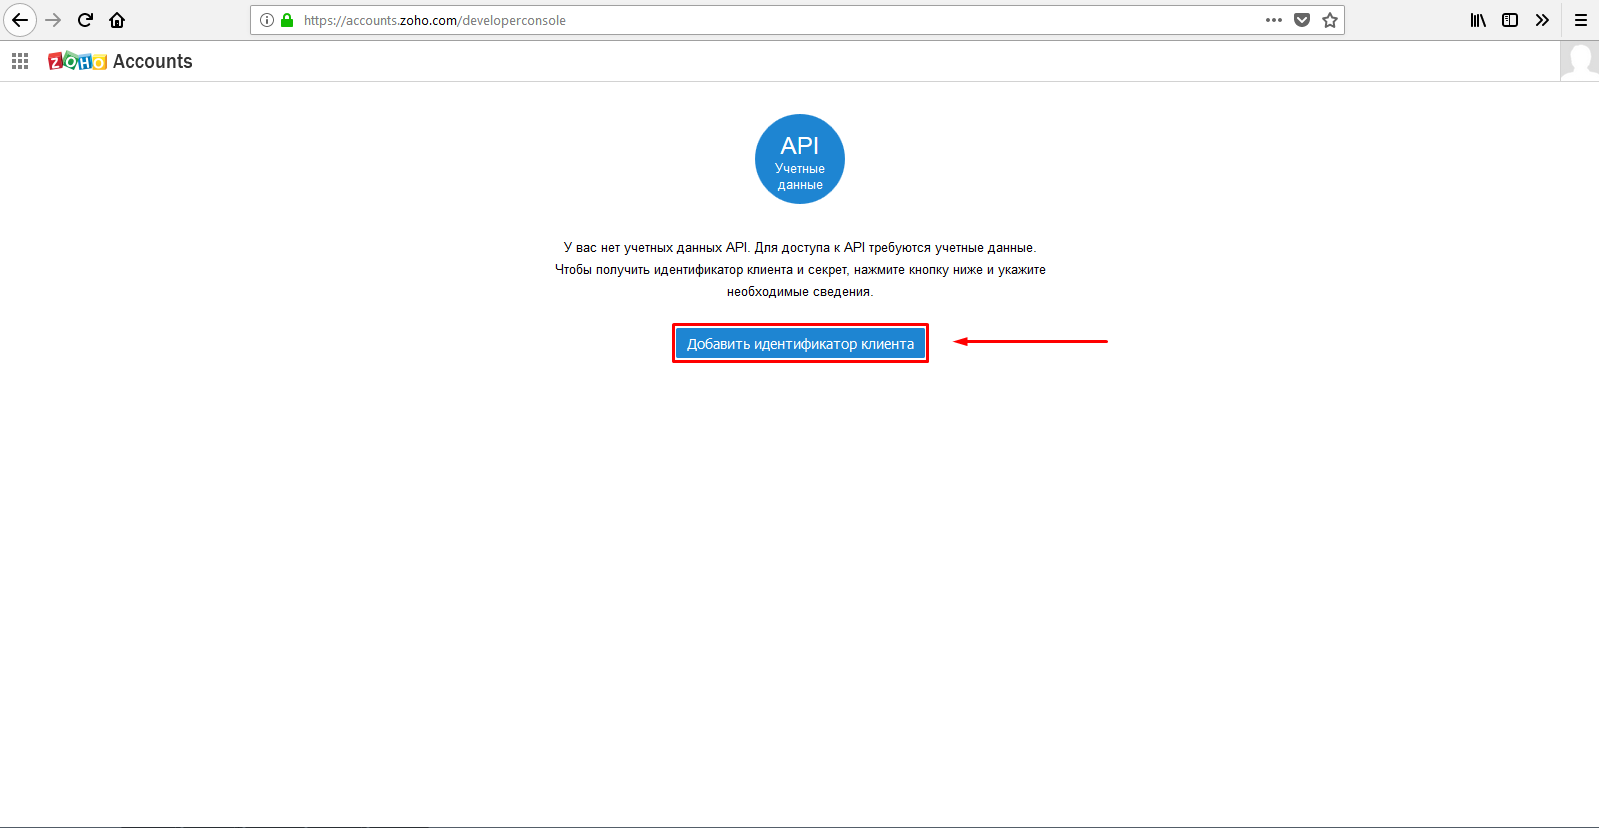 https://accounts.zoho.com/developerconsole
ZOHO Accounts
API
Учетные
данные
У вас нет учетных данных API. Для доступа к API требуются учетные данные.
Чтобы получить идентификатор клиента и секрет, нажмите кнопку ниже и укажите
необходимые сведения.
Добавить идентификатор клиента